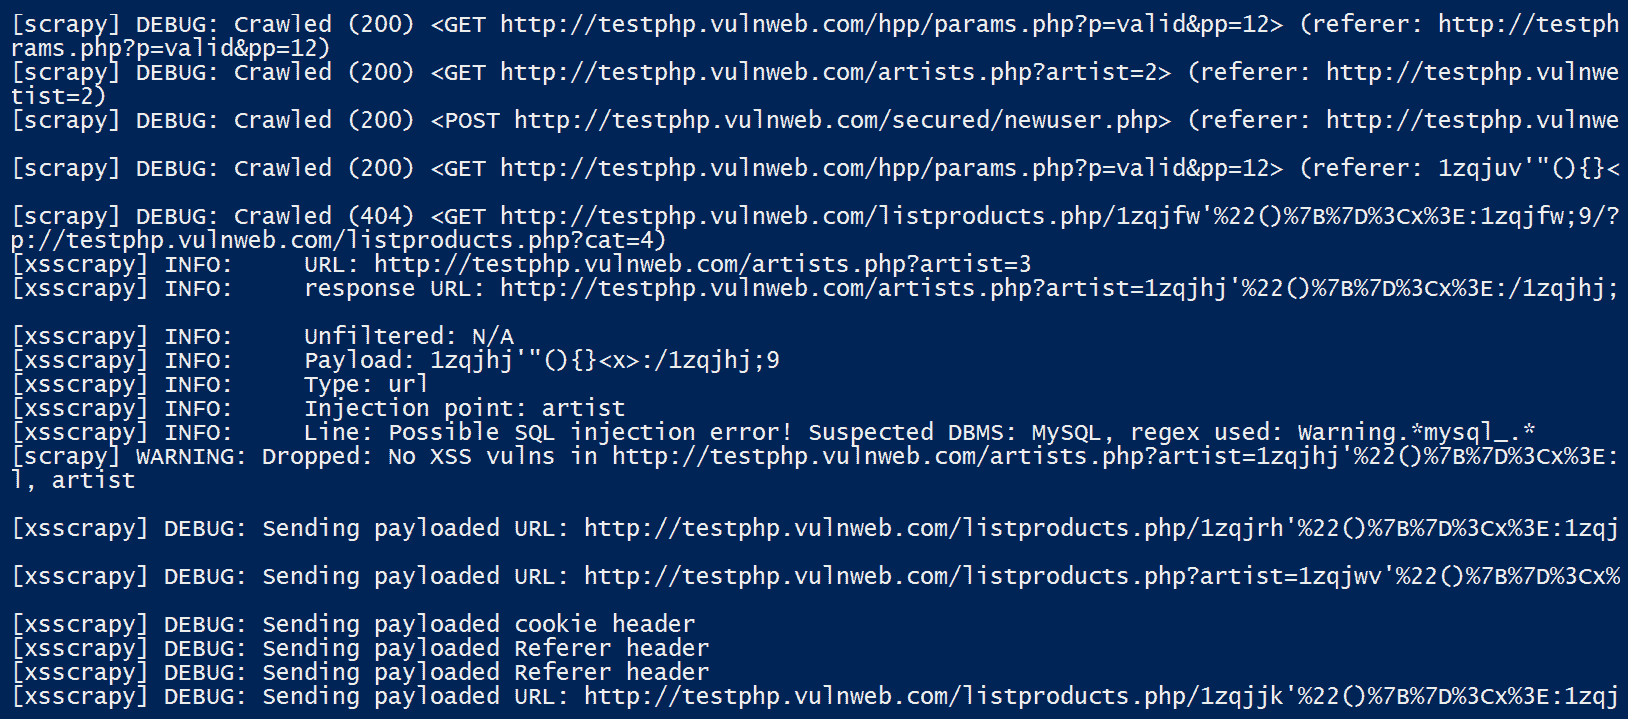 [scrapy] DEBUG: Crawled (200) <GET http://testphp.vulnweb.com/hpp/params.php?p=valid&pp=12> (referer: http://testph
rams.php?p=valid&pp=12)
[scrapy] DEBUG: Crawled (200) <GET http://testphp.vulnweb.com/artists.php?artist=2> (referer: http://testphp.vulnwe
tist=2)
[scrapy] DEBUG: Crawled (200) <POST http://testphp.vulnweb.com/secured/newuser.php> (referer: http://testphp.vulnwe
[scrapy] DEBUG: Crawled (200) <GET http://testphp.vulnweb.com/hpp/params.php?p=valid&pp=12> (referer: 1zqjuv'"(){}<
[scrapy] DEBUG: Crawled (404) <GET http://testphp.vulnweb.com/listproducts.php/1zqjfw'%22()%7B%7D%3Cx%3E:1zqjfw;9/?
p://testphp.vulnweb.com/listproducts.php?cat=4)
[xsscrapy] INFO:     URL: http://testphp.vulnweb.com/artists.php?artist=3
[xsscrapy] INFO:     response URL: http://testphp.vulnweb.com/artists.php?artist=1zqjhj'%22()%7B%7D%3Cx%3E:/1zqjhj;
[xsscrapy] INFO:     Unfiltered: N/A
[xsscrapy] INFO:     Payload: 1zqjhj'"(){}<x>:/1zqjhj;9
[xsscrapy] INFO:     Type: url
[xsscrapy] INFO:     Injection point: artist
[xsscrapy] INFO:     Line: Possible SQL injection error! Suspected DBMS: MySQL, regex used: Warning.*mysql_.*
[scrapy] WARNING: Dropped: No XSS vulns in http://testphp.vulnweb.com/artists.php?artist=1zqjhj'%22()%7B%7D%3Cx%3E:
l, artist
[xsscrapy] DEBUG: Sending payloaded URL: http://testphp.vulnweb.com/listproducts.php/1zqjrh'%22()%7B%7D%3Cx%3E:1zqj
[xsscrapy] DEBUG: Sending payloaded URL: http://testphp.vulnweb.com/listproducts.php?artist=1zqjwv'%22()%7B%7D%3Cx%
[xsscrapy] DEBUG: Sending payloaded cookie header
[xsscrapy] DEBUG: Sending payloaded Referer header
[xsscrapy] DEBUG: Sending payloaded Referer header
[xsscrapy] DEBUG: Sending payloaded URL: http://testphp.vulnweb.com/listproducts.php/1zqjjk'%22()%7B%7D%3Cx%3E:1zqj